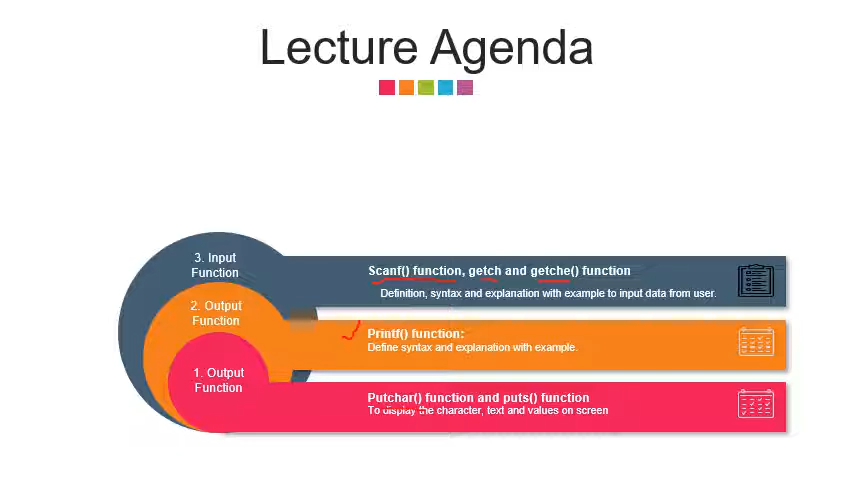 Lecture Agenda
3. Input
Function
Scanf() function, getch and getche() function
Definition, syntax and explanation with example to input data from user.
2. Output
Function
Printf() function:
Define syntax and explanation with example.
1. Output
Function
Putchar() function and puts() function
To display the character, text and values on screen